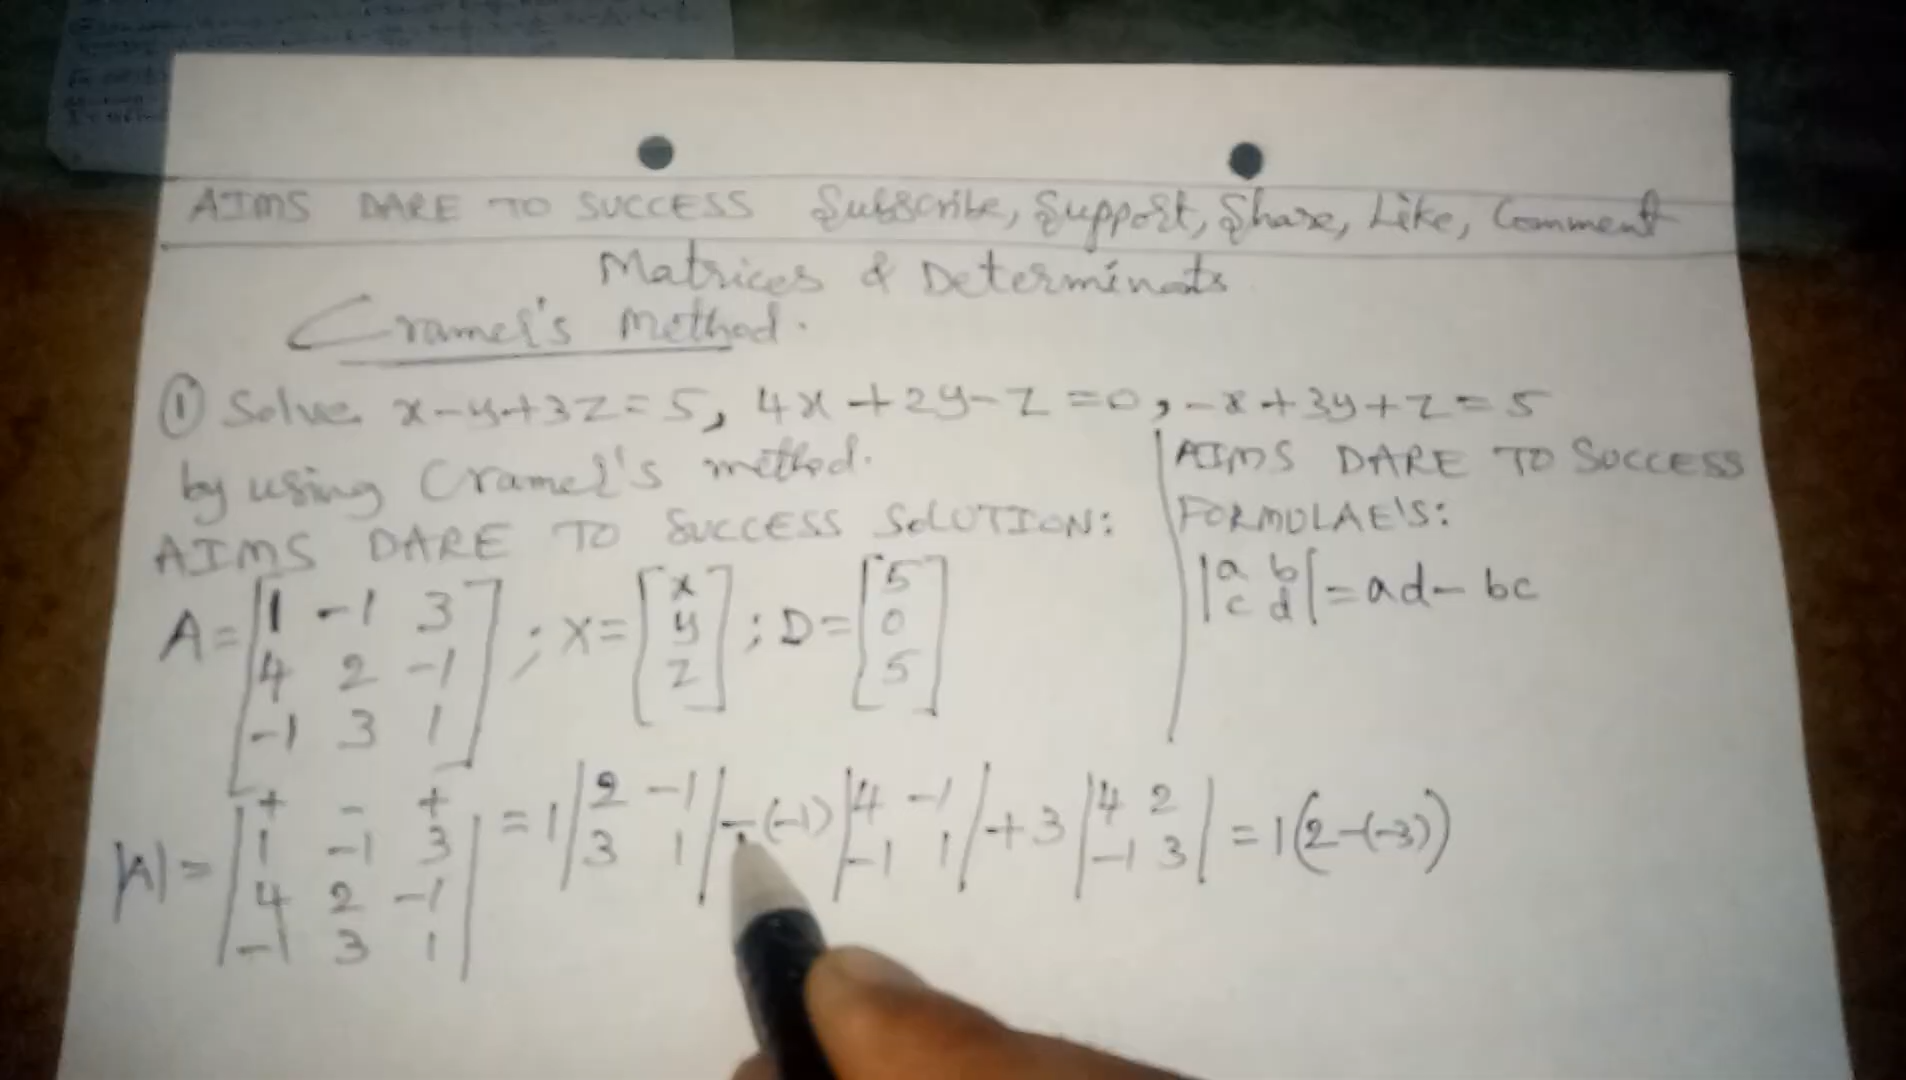 AIMS DARE TO SUCCESS Subscribe, Support, Share, Like, Comment
Matrices & Determinats
Cramer's Method.
① Solve x-y+3z=5, 4x+2y-z=0, -x+3y+z=5
by using Cramer's method.
AIMS DARE TO SUCCESS SOLUTION:
AIMS DARE TO SUCCESS
FORMULAE'S:
|a b| = ad - bc
|c d|
A = [1 -1 3] ; X = [x] ; D = [5]
[4 2 -1] [y] [0]
[-1 3 1] [z] [5]
+ - +
|A| = |1 -1 3| = 1|2 -1| -(-1)|4 -1| +3|4 2| = 1(2-(-3))
|4 2 -1| |3 1| |-1 1| |-1 3|
|-1 3 1|